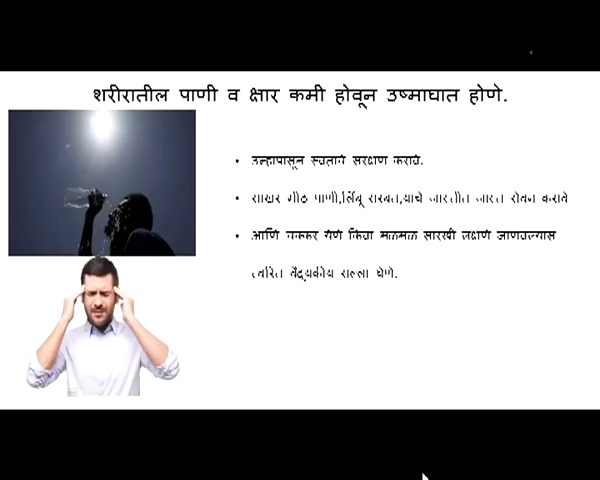 शरीरातील पाणी व क्षार कमी होवून उष्माघात होणे.
उन्हापासून स्वताचे संरक्षण करावे.
साखर मीठ पाणी,लिंबू सरबत,याचे जास्तीत जास्त सेवन करावे
आणि चक्कर येणे किंवा मळमळ सारखी लक्षणे जाणवल्यास
त्वरित वैद्यकीय सल्ला घेणे.